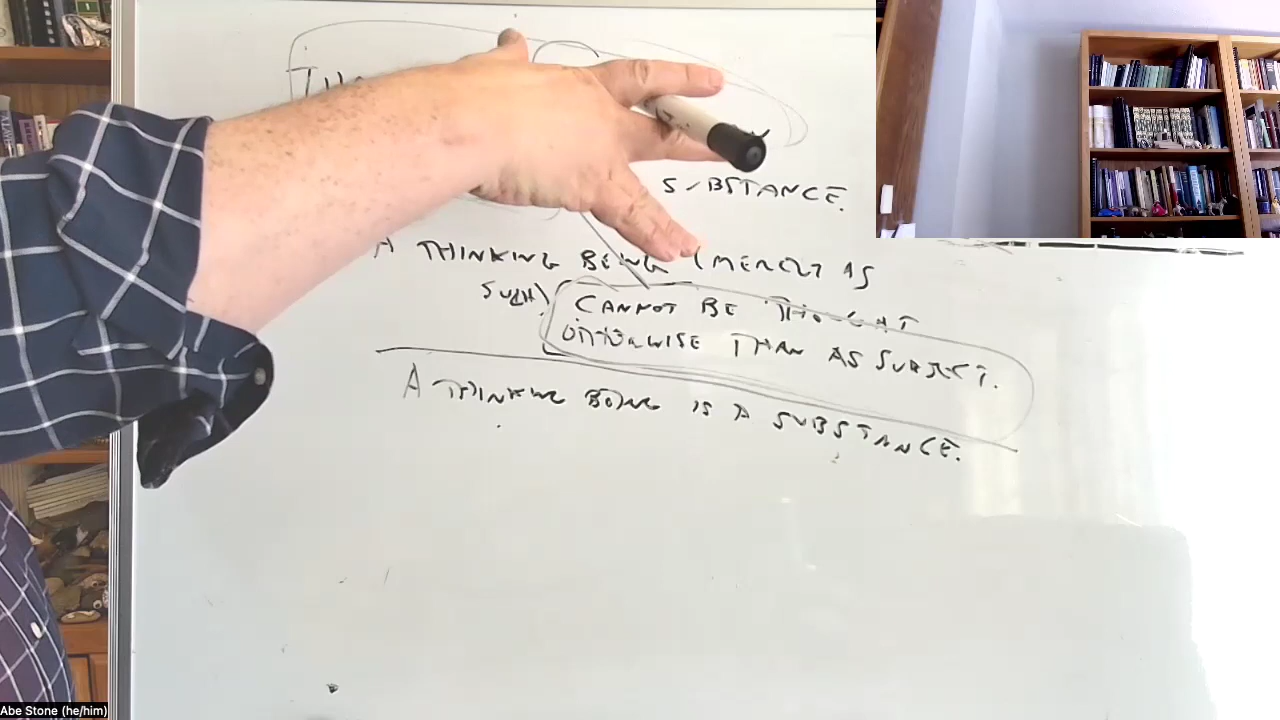 SUBSTANCE.
A THINKING BEING (MERELY AS
SUCH) CANNOT BE THOUGHT
OTHERWISE THAN AS SUBJECT.
A THINKING BEING IS A SUBSTANCE.
Abe Stone (he/him)